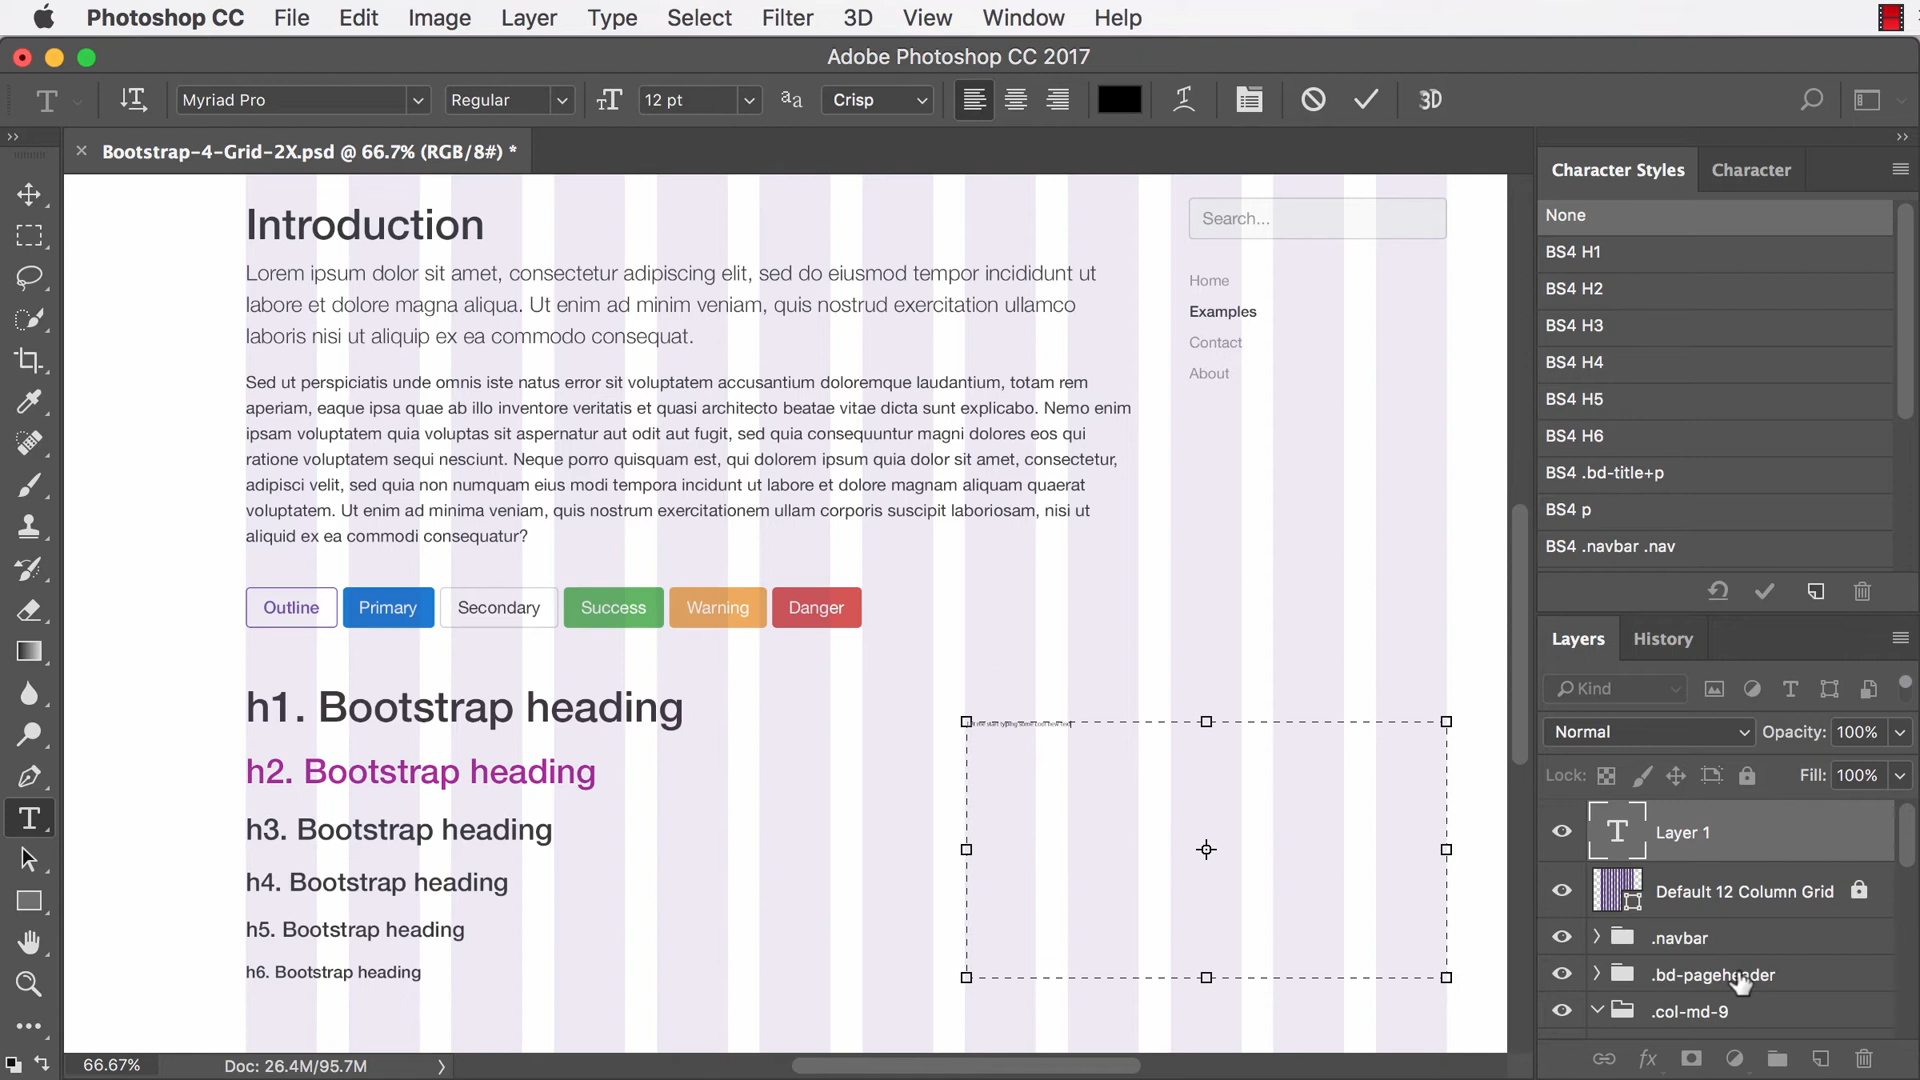 Photoshop CC File Edit Image Layer Type Select Filter 3D View Window Help
Adobe Photoshop CC 2017
Myriad Pro Regular 12 pt Crisp 3D
Bootstrap-4-Grid-2X.psd @ 66.7% (RGB/8#) *
Introduction
Lorem ipsum dolor sit amet, consectetur adipiscing elit, sed do eiusmod tempor incididunt ut
labore et dolore magna aliqua. Ut enim ad minim veniam, quis nostrud exercitation ullamco
laboris nisi ut aliquip ex ea commodo consequat.
Sed ut perspiciatis unde omnis iste natus error sit voluptatem accusantium doloremque laudantium, totam rem
aperiam, eaque ipsa quae ab illo inventore veritatis et quasi architecto beatae vitae dicta sunt explicabo. Nemo enim
ipsam voluptatem quia voluptas sit aspernatur aut odit aut fugit, sed quia consequuntur magni dolores eos qui
ratione voluptatem sequi nesciunt. Neque porro quisquam est, qui dolorem ipsum quia dolor sit amet, consectetur,
adipisci velit, sed quia non numquam eius modi tempora incidunt ut labore et dolore magnam aliquam quaerat
voluptatem. Ut enim ad minima veniam, quis nostrum exercitationem ullam corporis suscipit laboriosam, nisi ut
aliquid ex ea commodi consequatur?
Outline Primary Secondary Success Warning Danger
h1. Bootstrap heading
h2. Bootstrap heading
h3. Bootstrap heading
h4. Bootstrap heading
h5. Bootstrap heading
h6. Bootstrap heading
Search...
Home
Examples
Contact
About
me start typing some cool new text
66.67% Doc: 26.4M/95.7M
Character Styles Character
None
BS4 H1
BS4 H2
BS4 H3
BS4 H4
BS4 H5
BS4 H6
BS4 .bd-title+p
BS4 p
BS4 .navbar .nav
Layers History
Kind
Normal Opacity: 100%
Lock: Fill: 100%
Layer 1
Default 12 Column Grid
.navbar
.bd-pageheader
.col-md-9
fx